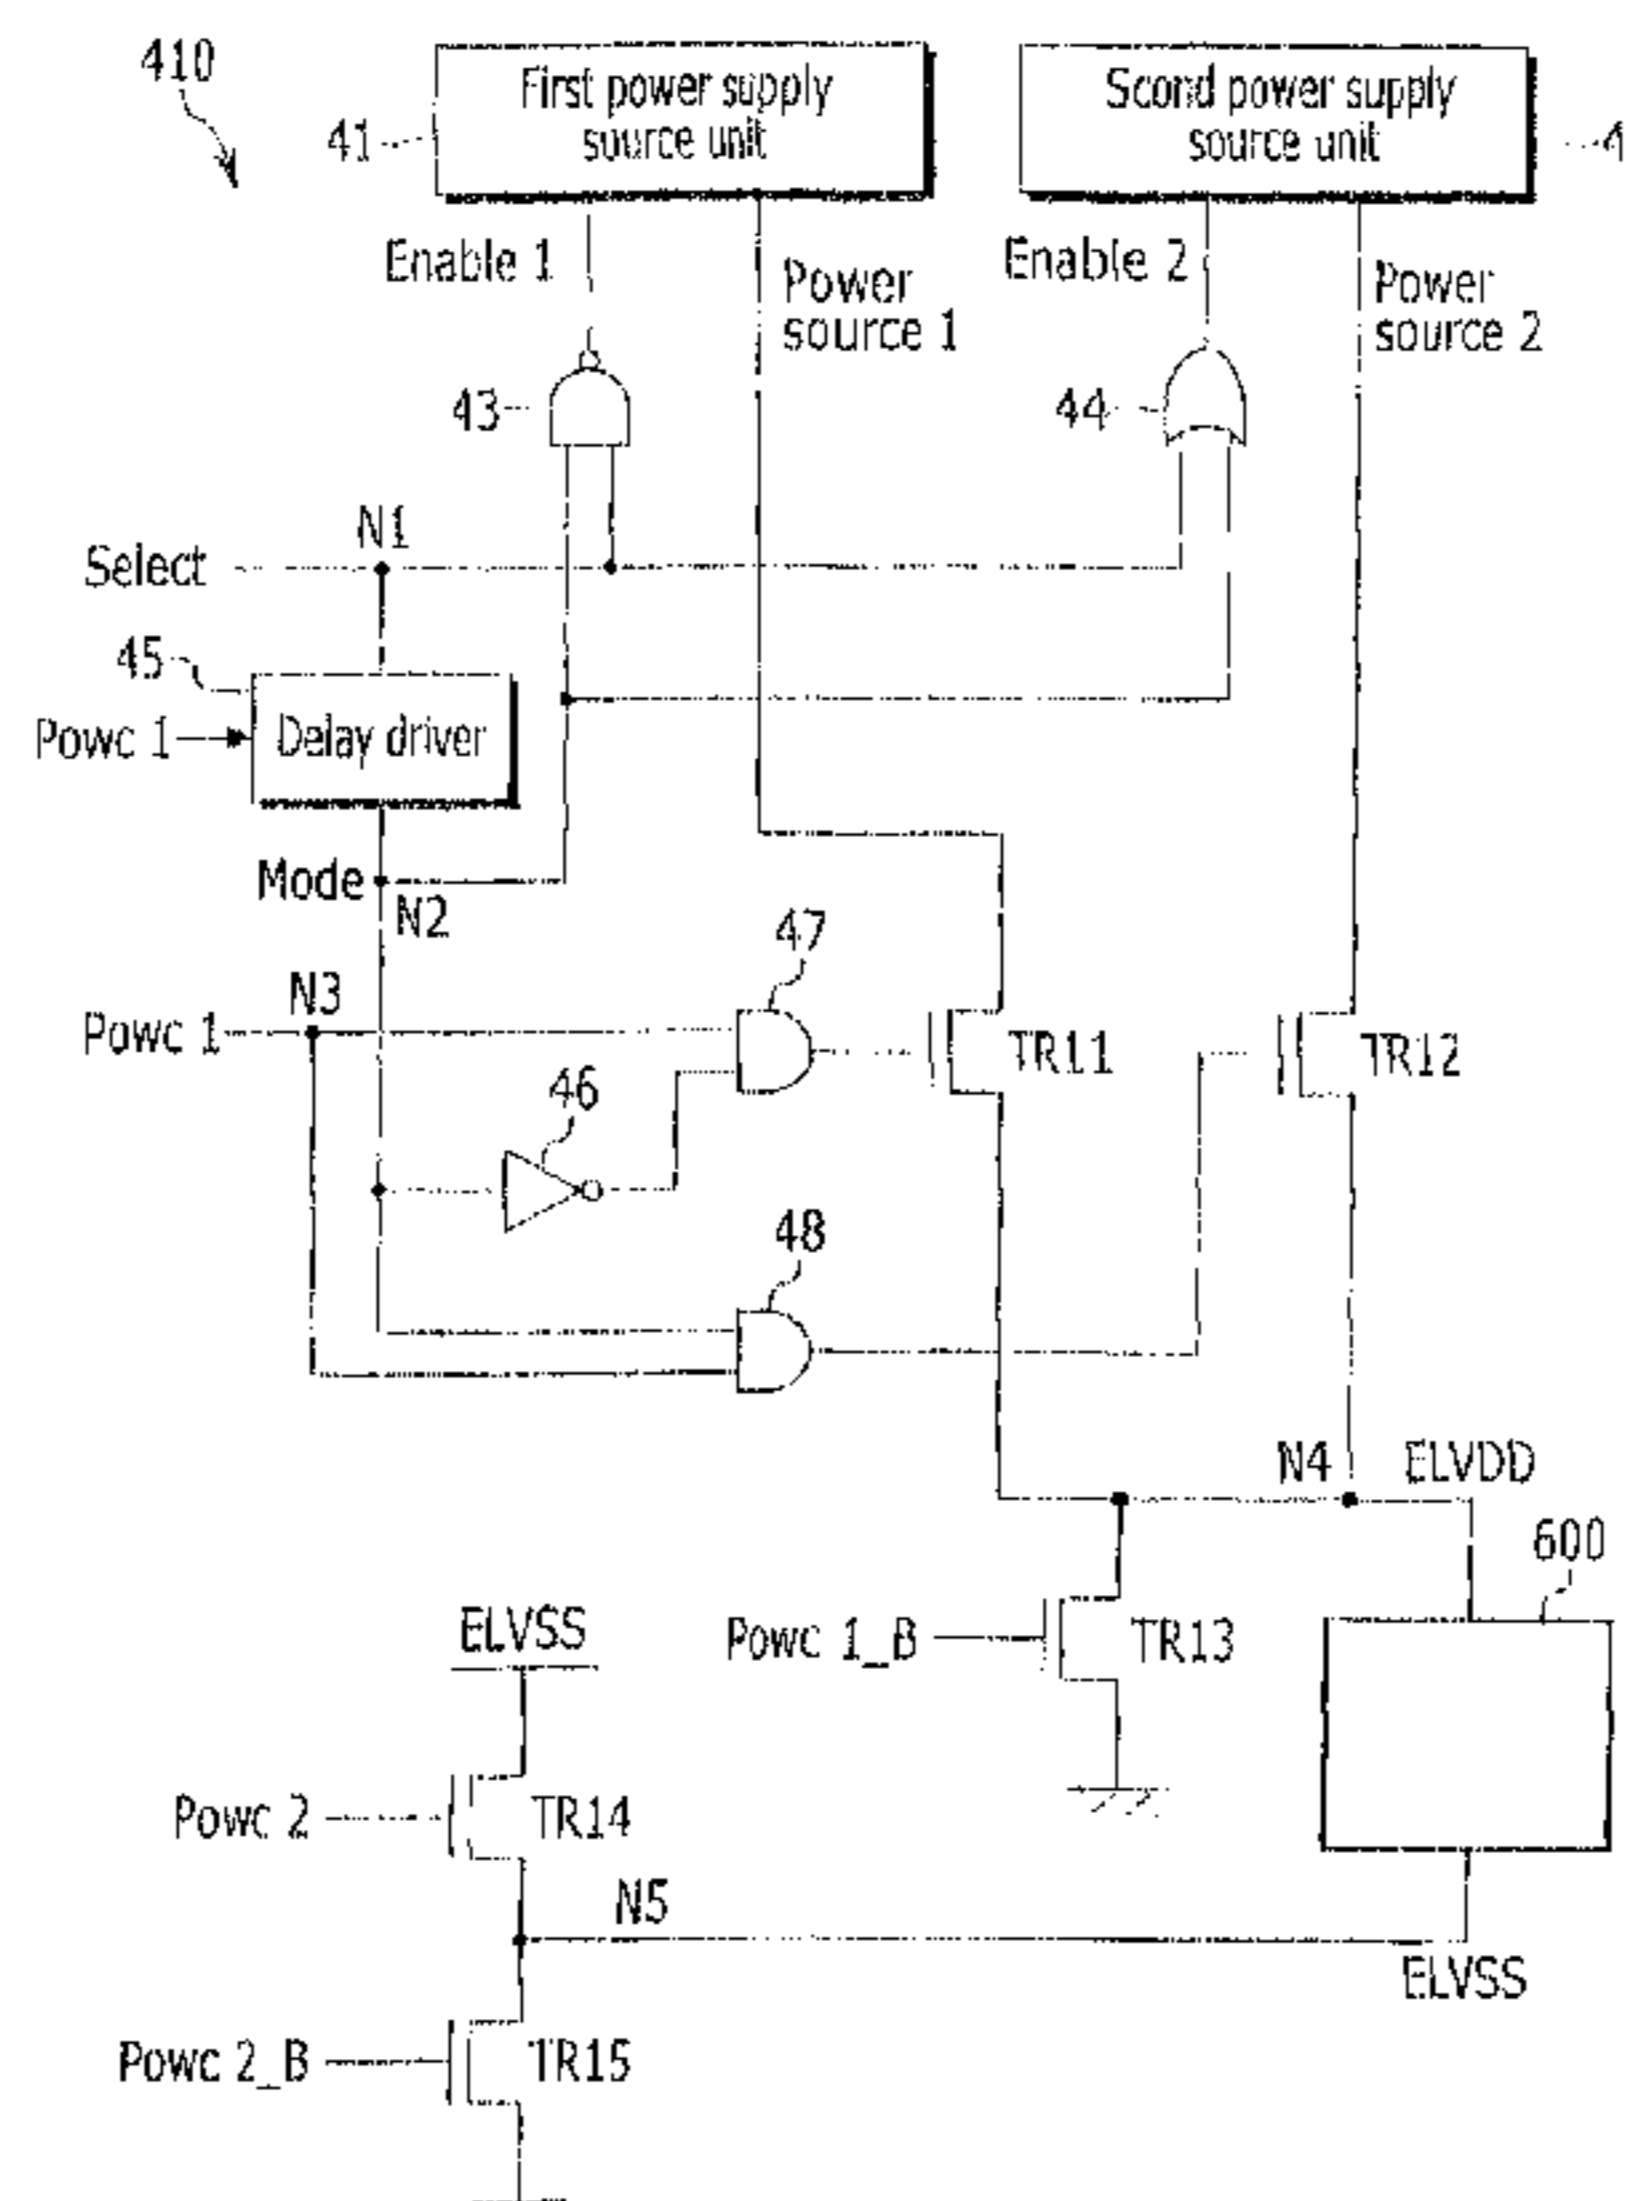 410
First power supply
source unit
41
Scond power supply
source unit
4
Enable 1
Power
source 1
Enable 2
Power
source 2
43
44
N1
Select
45
Powc 1
Delay driver
Mode
N2
47
N3
Powc 1
TR11
TR12
46
48
N4
ELVDD
600
ELVSS
Powc 1_B
TR13
Powc 2
TR14
N5
ELVSS
Powc 2_B
TR15